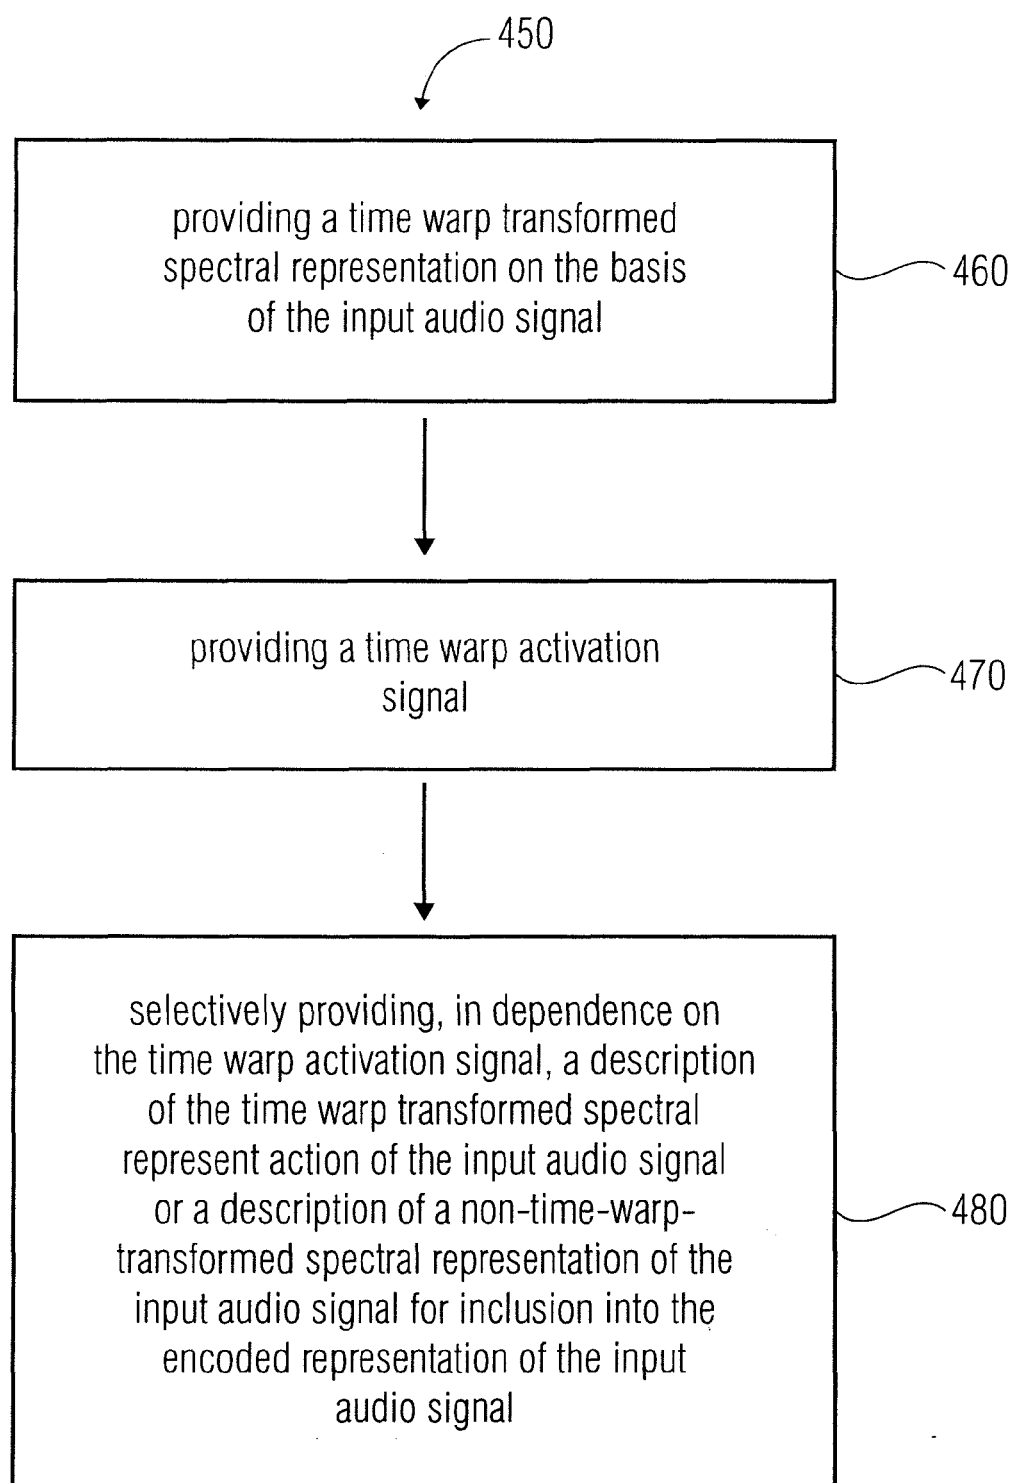 450
providing a time warp transformed
spectral representation on the basis
of the input audio signal
460
providing a time warp activation
signal
470
selectively providing, in dependence on
the time warp activation signal, a description
of the time warp transformed spectral
represent action of the input audio signal
or a description of a non-time-warp-
transformed spectral representation of the
input audio signal for inclusion into the
encoded representation of the input
audio signal
480